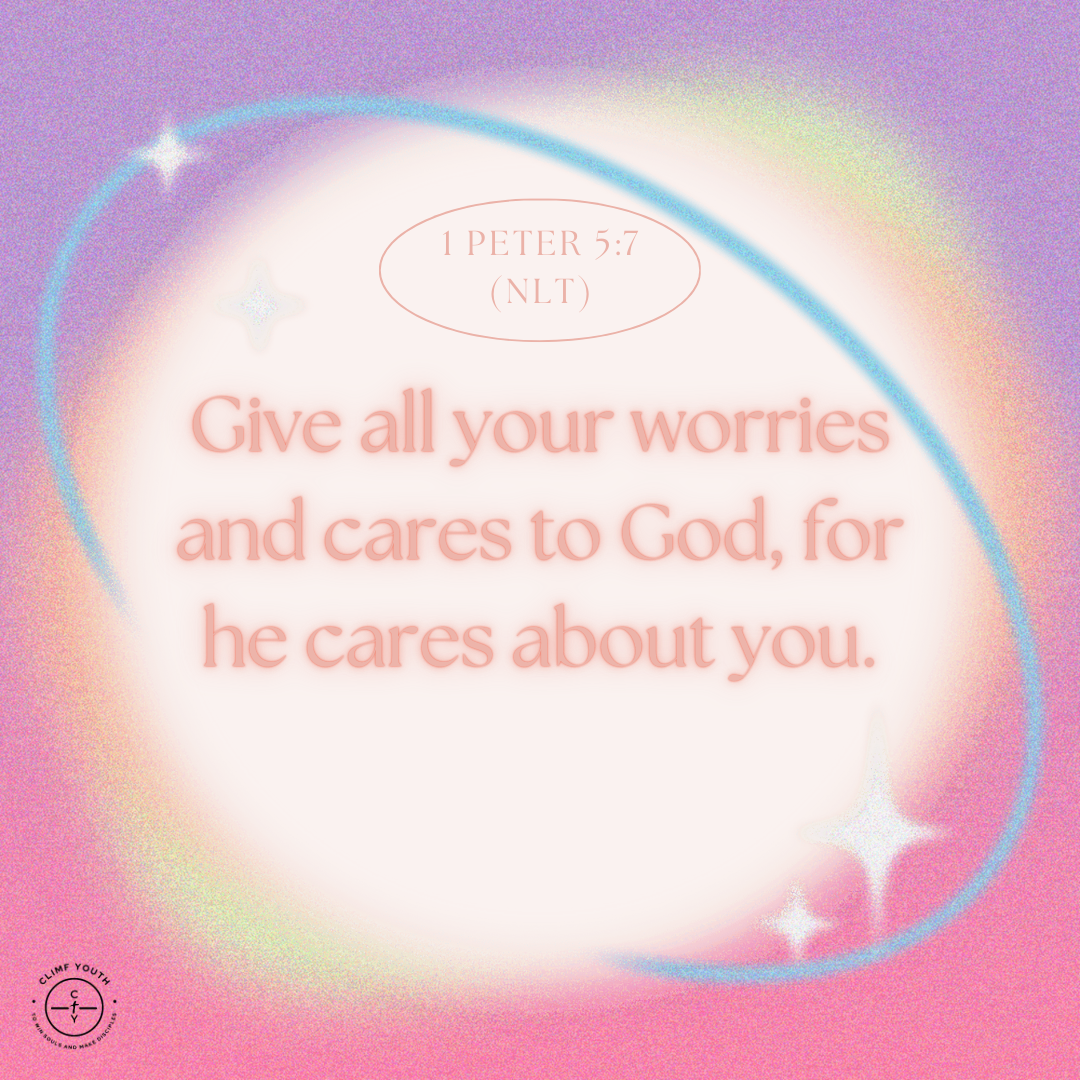 1 PETER 5:7
(NLT)
Give all your worries
and cares to God, for
he cares about you.
CLIMF YOUTH
C
Y
TO WIN SOULS AND MAKE DISCIPLES